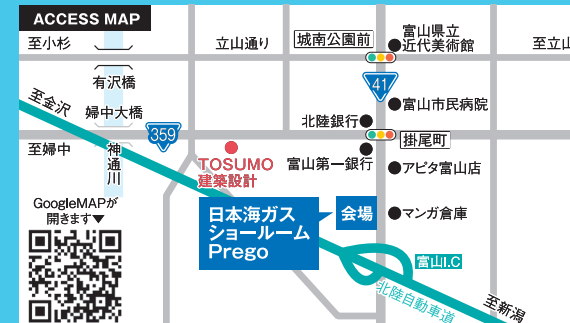 ACCESS MAP
至小杉
立山通り
城南公園前
富山県立
近代美術館
至立山
有沢橋
41
至金沢
婦中大橋
富山市民病院
北陸銀行
359
掛尾町
至婦中
神通川
TOSUMO
建築設計
富山第一銀行
アピタ富山店
GoogleMAPが
開きます▼
日本海ガス
ショールーム
Prego
会場
マンガ倉庫
富山I.C
北陸自動車道
至新潟